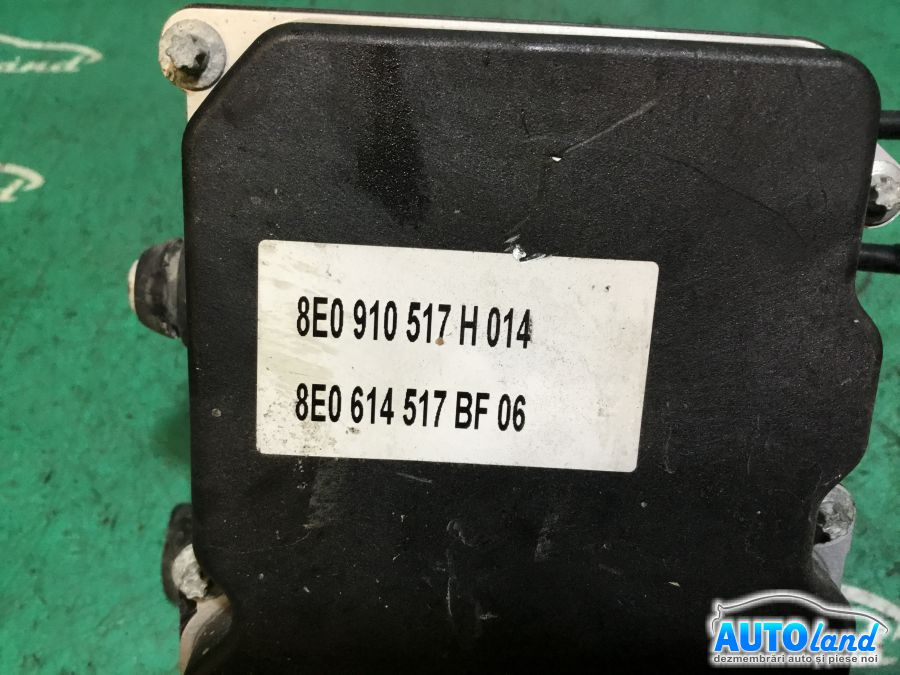 8E0 910 517 H 014
8E0 614 517 BF 06
AUTOland
dezmembrări auto și piese noi